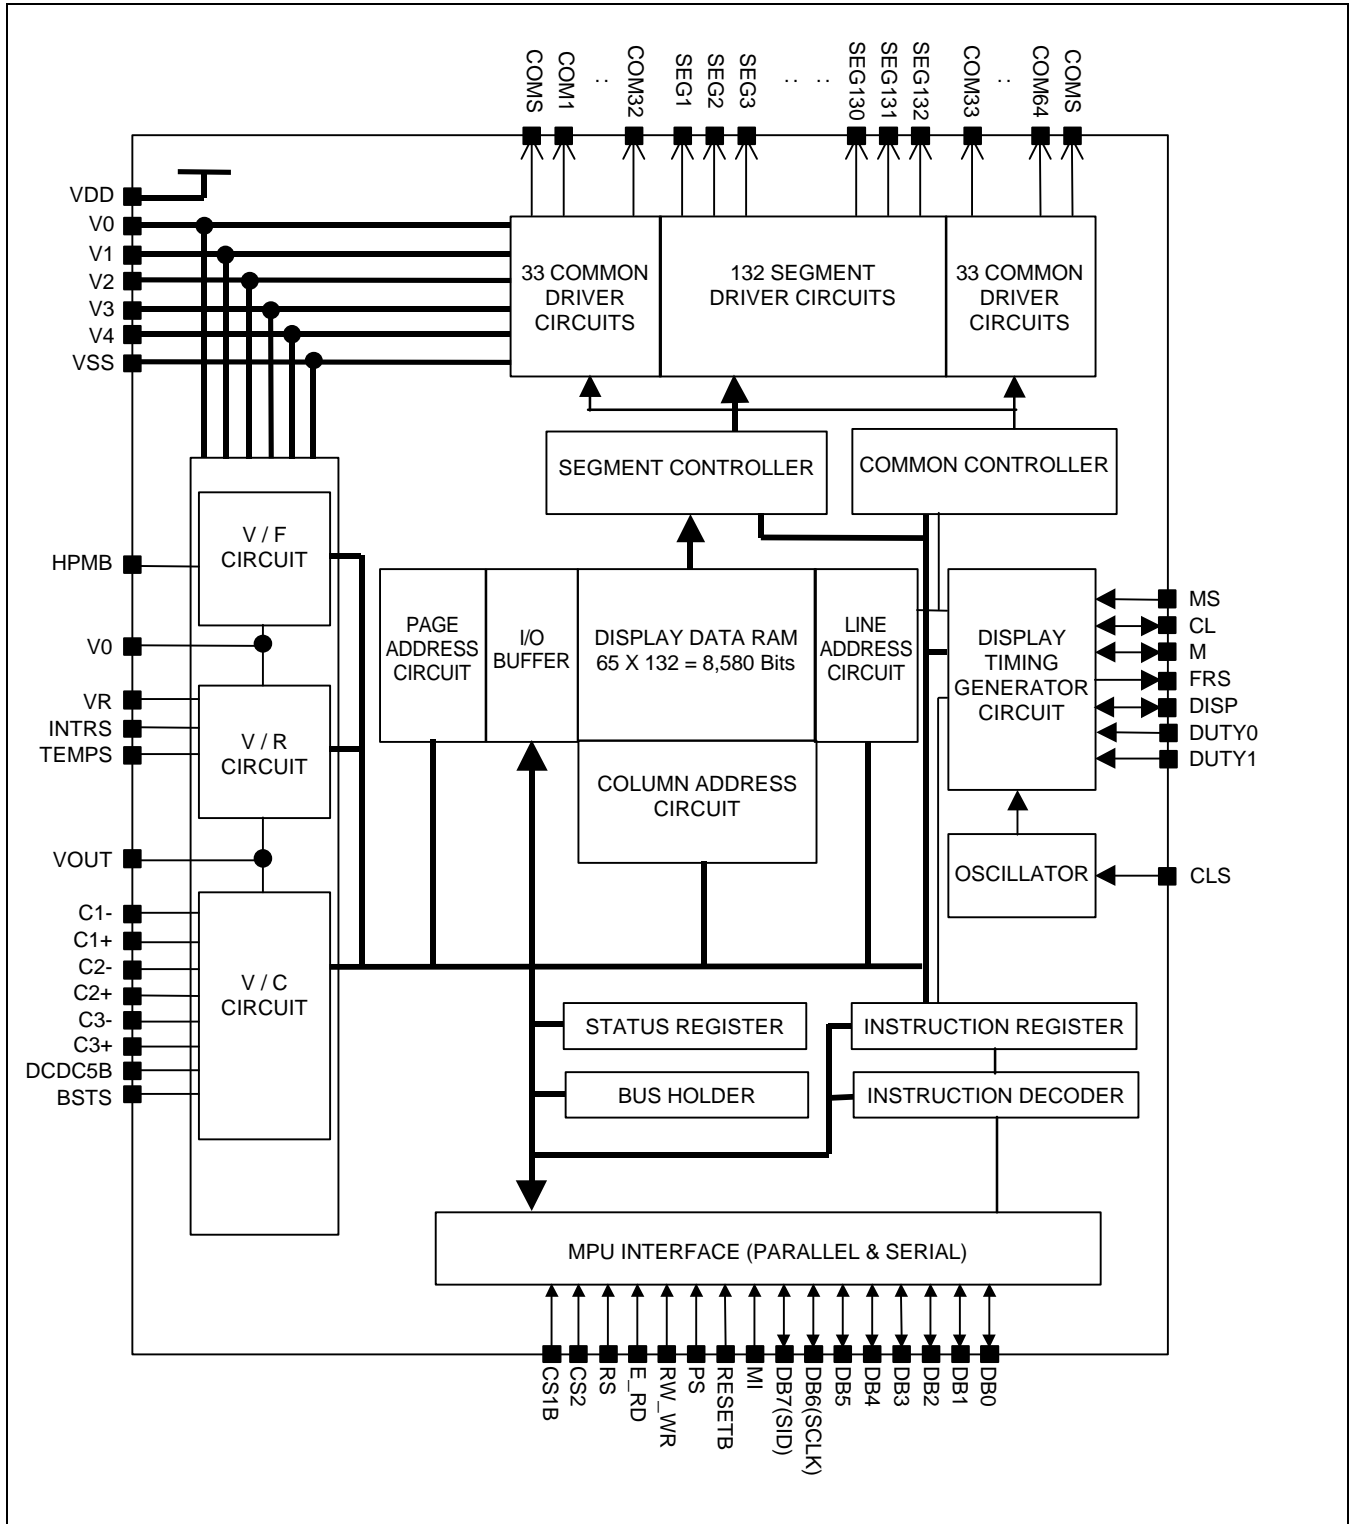 COMS
COM1
: :
COM32
SEG1
SEG2
SEG3
: :
: :
SEG130
SEG131
SEG132
COM33
: :
COM64
COMS
VDD
V0
V1
V2
V3
V4
VSS
33 COMMON
DRIVER
CIRCUITS
132 SEGMENT
DRIVER CIRCUITS
33 COMMON
DRIVER
CIRCUITS
SEGMENT CONTROLLER
COMMON CONTROLLER
V / F
CIRCUIT
HPMB
V0
VR
INTRS
TEMPS
V / R
CIRCUIT
VOUT
C1-
C1+
C2-
C2+
C3-
C3+
DCDC5B
BSTS
V / C
CIRCUIT
PAGE
ADDRESS
CIRCUIT
I/O
BUFFER
DISPLAY DATA RAM
65 X 132 = 8,580 Bits
LINE
ADDRESS
CIRCUIT
COLUMN ADDRESS
CIRCUIT
DISPLAY
TIMING
GENERATOR
CIRCUIT
MS
CL
M
FRS
DISP
DUTY0
DUTY1
OSCILLATOR
CLS
STATUS REGISTER
INSTRUCTION REGISTER
BUS HOLDER
INSTRUCTION DECODER
MPU INTERFACE (PARALLEL & SERIAL)
CS1B
CS2
RS
E_RD
RW_WR
PS
RESETB
MI
DB7(SID)
DB6(SCLK)
DB5
DB4
DB3
DB2
DB1
DB0